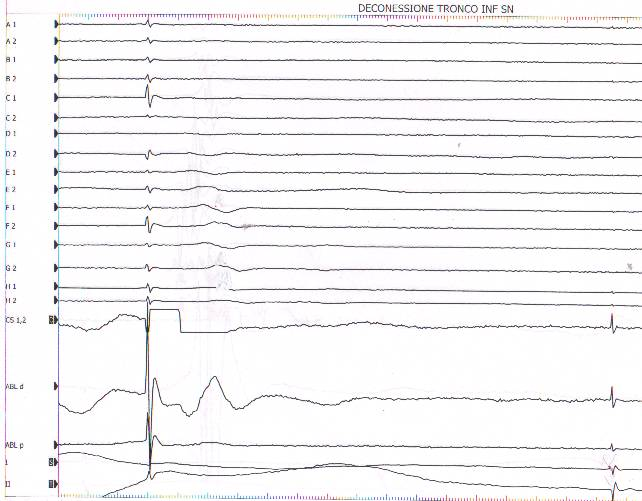 DECONESSIONE TRONCO INF SN
A 1
A 2
B 1
B 2
C 1
C 2
D 1
D 2
E 1
E 2
F 1
F 2
G 1
G 2
H 1
H 2
CS 1,2
ABL d
ABL p
I
II